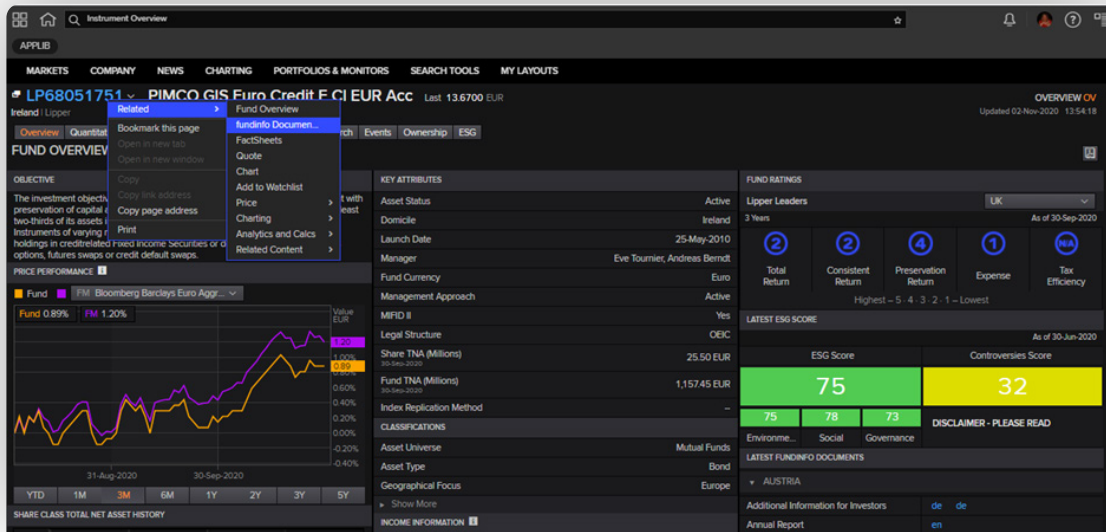 Instrument Overview
APPLIB
MARKETS COMPANY NEWS CHARTING PORTFOLIOS & MONITORS SEARCH TOOLS MY LAYOUTS
LP68051751 PIMCO GIS Euro Credit E Cl EUR Acc Last 13.6700 EUR
OVERVIEW OV
Ireland | Lipper
Updated 02-Nov-2020 13:54:18
Overview Quantitat
Events Ownership ESG
FUND OVERVIEW
Related
Bookmark this page
Open in new tab
Open in new window
Copy
Copy link address
Copy page address
Print
Fund Overview
fundinfo Documen...
FactSheets
Quote
Chart
Add to Watchlist
Price
Charting
Analytics and Calcs
Related Content
OBJECTIVE
The investment objectiv
with
preservation of capital a
least
two-thirds of its assets i
Instruments of varying
holdings in creditrelated Fixed Income Securities or d
options, futures swaps or credit default swaps.
PRICE PERFORMANCE
Fund FM Bloomberg Barclays Euro Aggr...
Fund 0.89% FM 1.20%
Value
EUR
1.20
1.00%
0.89
0.80%
0.60%
0.40%
0.20%
0.00%
-0.20%
-0.40%
31-Aug-2020 30-Sep-2020
YTD 1M 3M 6M 1Y 2Y 3Y 5Y
SHARE CLASS TOTAL NET ASSET HISTORY
KEY ATTRIBUTES
Asset Status Active
Domicile Ireland
Launch Date 25-May-2010
Manager Eve Tournier, Andreas Berndt
Fund Currency Euro
Management Approach Active
MIFID II Yes
Legal Structure OEIC
Share TNA (Millions) 25.50 EUR
30-Sep-2020
Fund TNA (Millions) 1,157.45 EUR
30-Sep-2020
Index Replication Method –
CLASSIFICATIONS
Asset Universe Mutual Funds
Asset Type Bond
Geographical Focus Europe
Show More
INCOME INFORMATION
FUND RATINGS
Lipper Leaders UK
3 Years As of 30-Sep-2020
2 2 4 1 N/A
Total Return
Consistent Return
Preservation Return
Expense
Tax Efficiency
Highest – 5 · 4 · 3 · 2 · 1 – Lowest
LATEST ESG SCORE
As of 30-Jun-2020
ESG Score Controversies Score
75 32
75 78 73 DISCLAIMER - PLEASE READ
Environme... Social Governance
LATEST FUNDINFO DOCUMENTS
AUSTRIA
Additional Information for Investors de de
Annual Report en